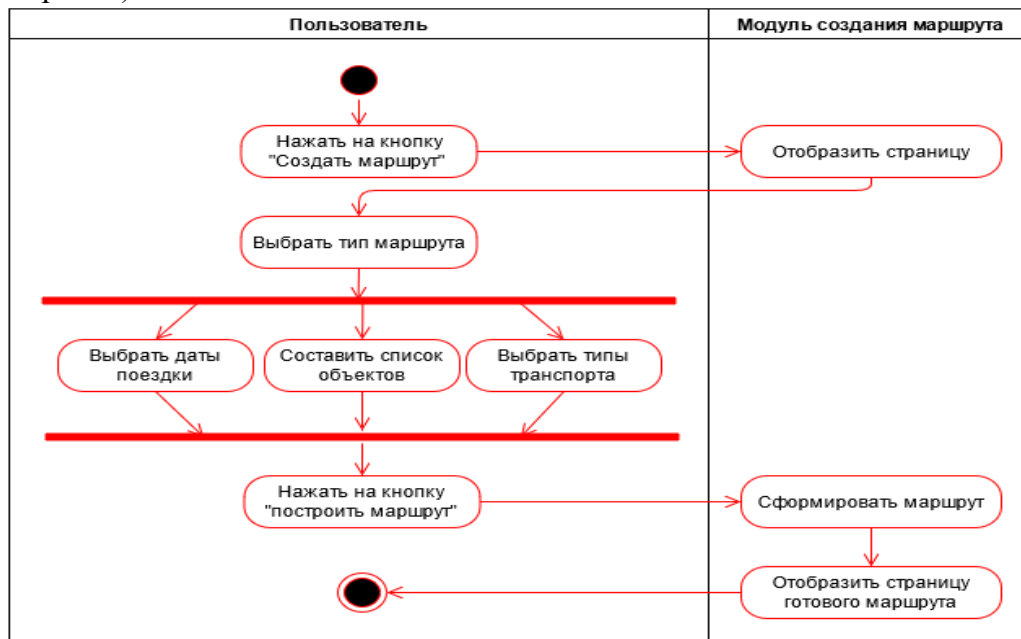 Пользователь
Модуль создания маршрута
Нажать на кнопку
"Создать маршрут"
Отобразить страницу
Выбрать тип маршрута
Выбрать даты
поездки
Составить список
объектов
Выбрать типы
транспорта
Нажать на кнопку
"построить маршрут"
Сформировать маршрут
Отобразить страницу
готового маршрута